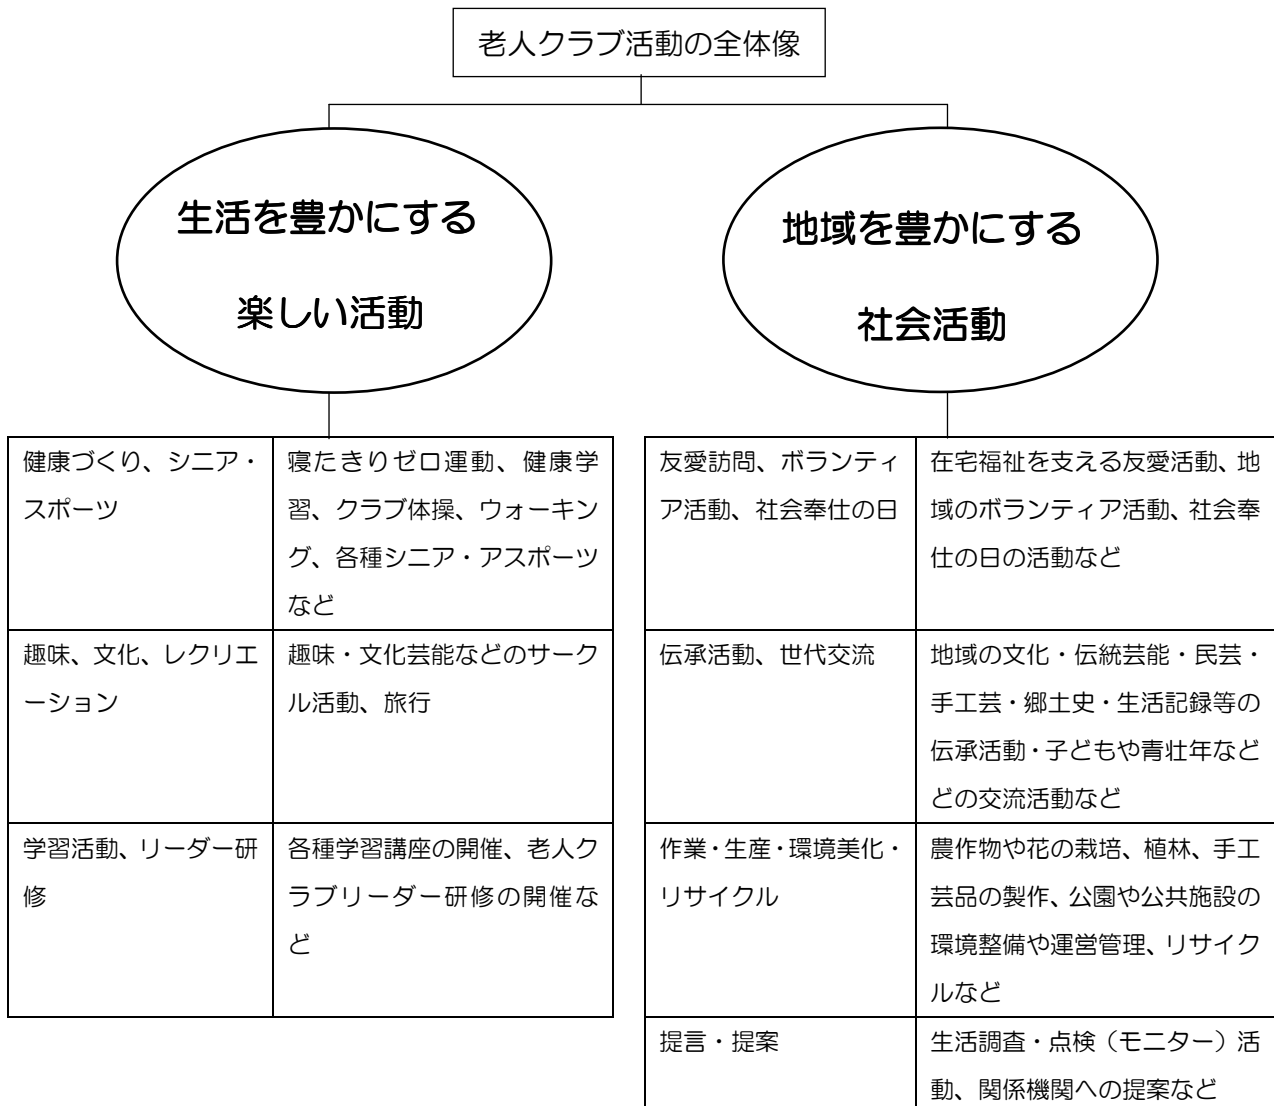 老人クラブ活動の全体像
生活を豊かにする
楽しい活動
地域を豊かにする
社会活動
健康づくり、シニア・
スポーツ
寝たきりゼロ運動、健康学
習、クラブ体操、ウォーキン
グ、各種シニア・アスポーツ
など
趣味、文化、レクリエ
ーション
趣味・文化芸能などのサーク
ル活動、旅行
学習活動、リーダー研
修
各種学習講座の開催、老人ク
ラブリーダー研修の開催な
ど
友愛訪問、ボランティ
ア活動、社会奉仕の日
在宅福祉を支える友愛活動、地
域のボランティア活動、社会奉
仕の日の活動など
伝承活動、世代交流
地域の文化・伝統芸能・民芸・
手工芸・郷土史・生活記録等の
伝承活動・子どもや青壮年など
どの交流活動など
作業・生産・環境美化・
リサイクル
農作物や花の栽培、植林、手工
芸品の製作、公園や公共施設の
環境整備や運営管理、リサイク
ルなど
提言・提案
生活調査・点検（モニター）活
動、関係機関への提案など